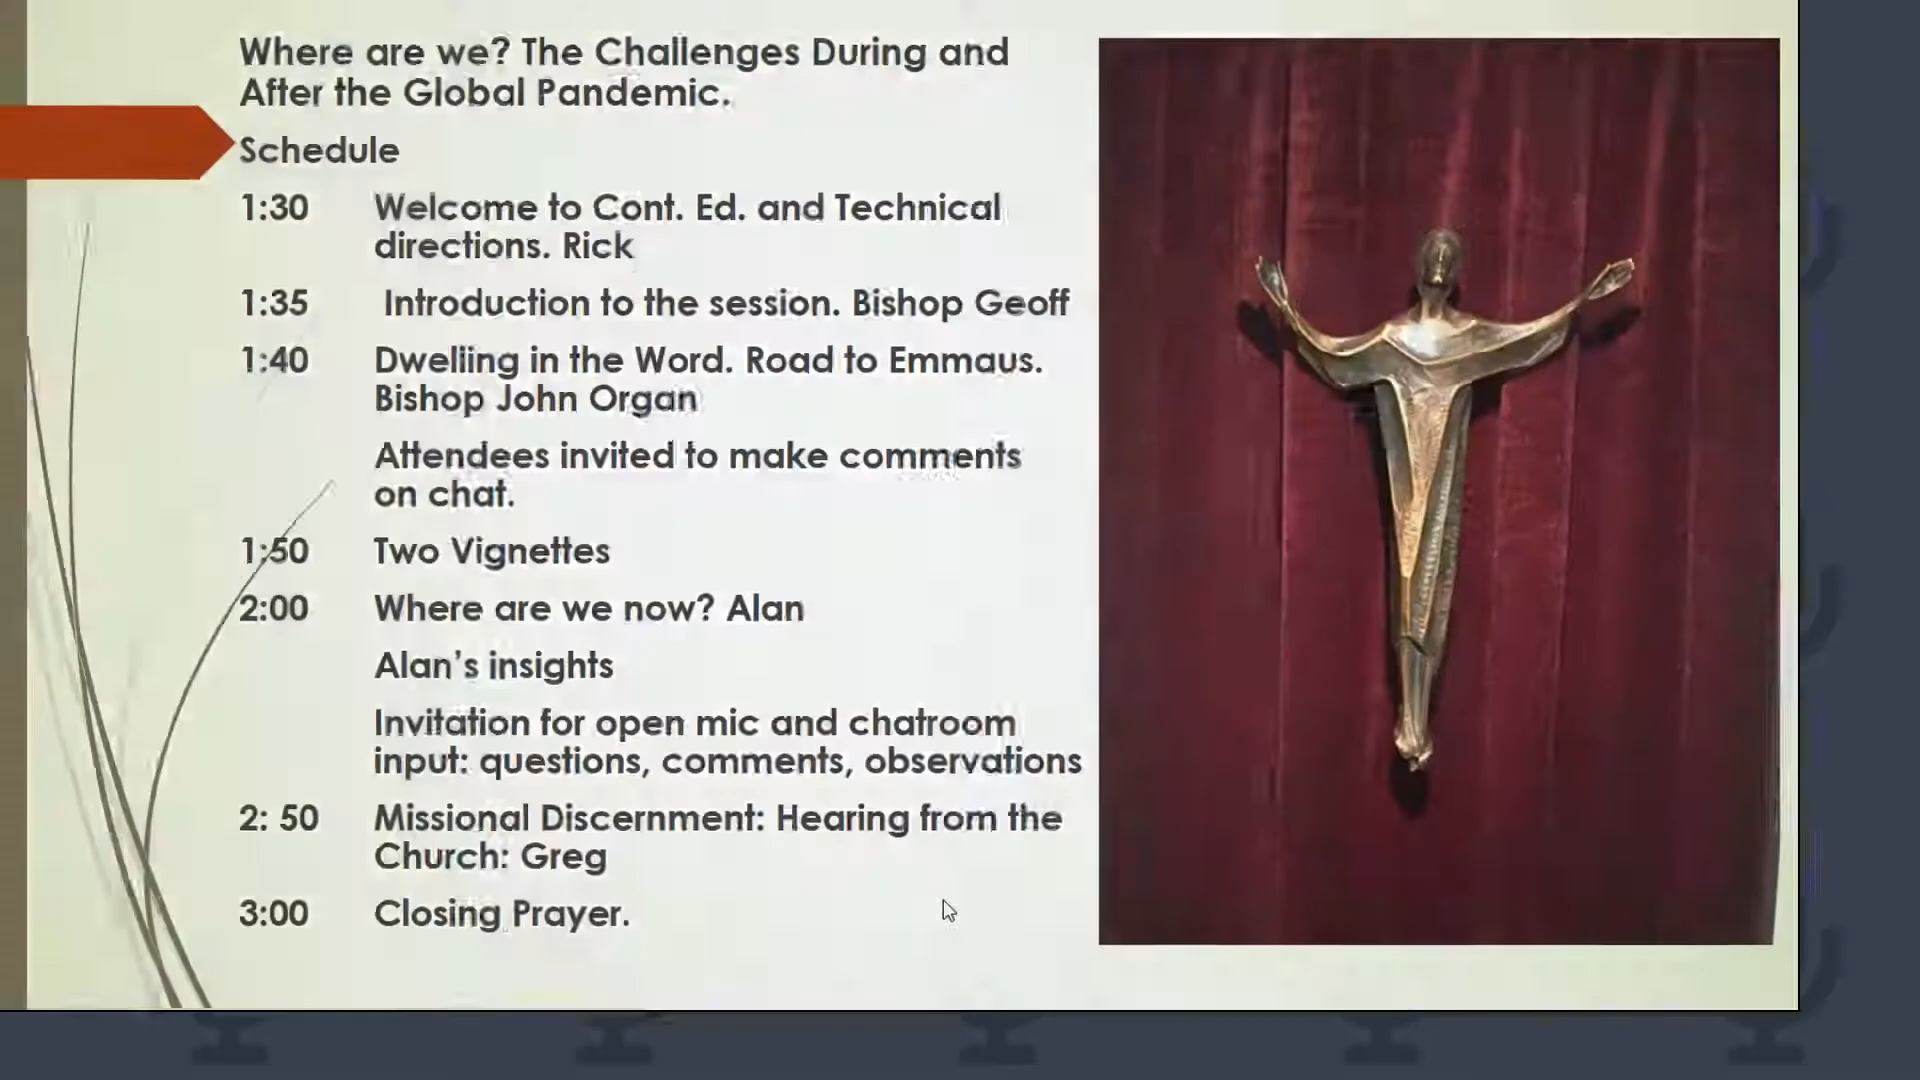 Where are we? The Challenges During and
After the Global Pandemic.
Schedule
1:30 Welcome to Cont. Ed. and Technical
directions. Rick
1:35 Introduction to the session. Bishop Geoff
1:40 Dwelling in the Word. Road to Emmaus.
Bishop John Organ
Attendees invited to make comments
on chat.
1:50 Two Vignettes
2:00 Where are we now? Alan
Alan's insights
Invitation for open mic and chatroom
input: questions, comments, observations
2: 50 Missional Discernment: Hearing from the
Church: Greg
3:00 Closing Prayer.